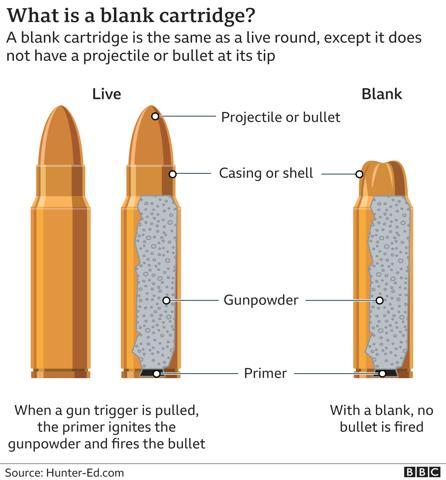 What is a blank cartridge?
A blank cartridge is the same as a live round, except it does
not have a projectile or bullet at its tip
Live
Blank
Projectile or bullet
Casing or shell
Gunpowder
Primer
When a gun trigger is pulled,
the primer ignites the
gunpowder and fires the bullet
With a blank, no
bullet is fired
Source: Hunter-Ed.com
BBC